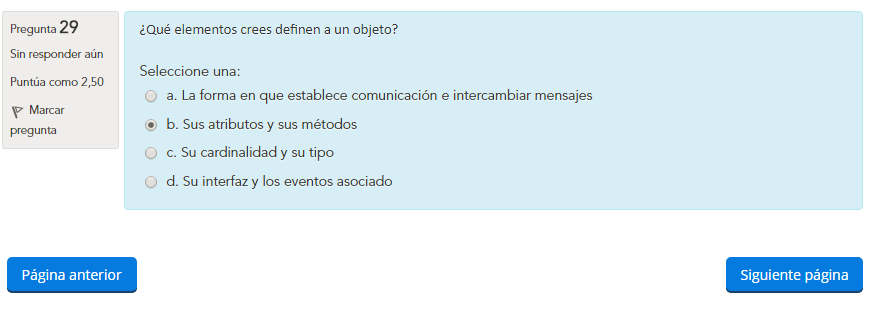 Pregunta 29
Sin responder aún
Puntúa como 2,50
Marcar
pregunta
¿Qué elementos crees definen a un objeto?
Seleccione una:
a. La forma en que establece comunicación e intercambiar mensajes
b. Sus atributos y sus métodos
c. Su cardinalidad y su tipo
d. Su interfaz y los eventos asociado
Página anterior
Siguiente página